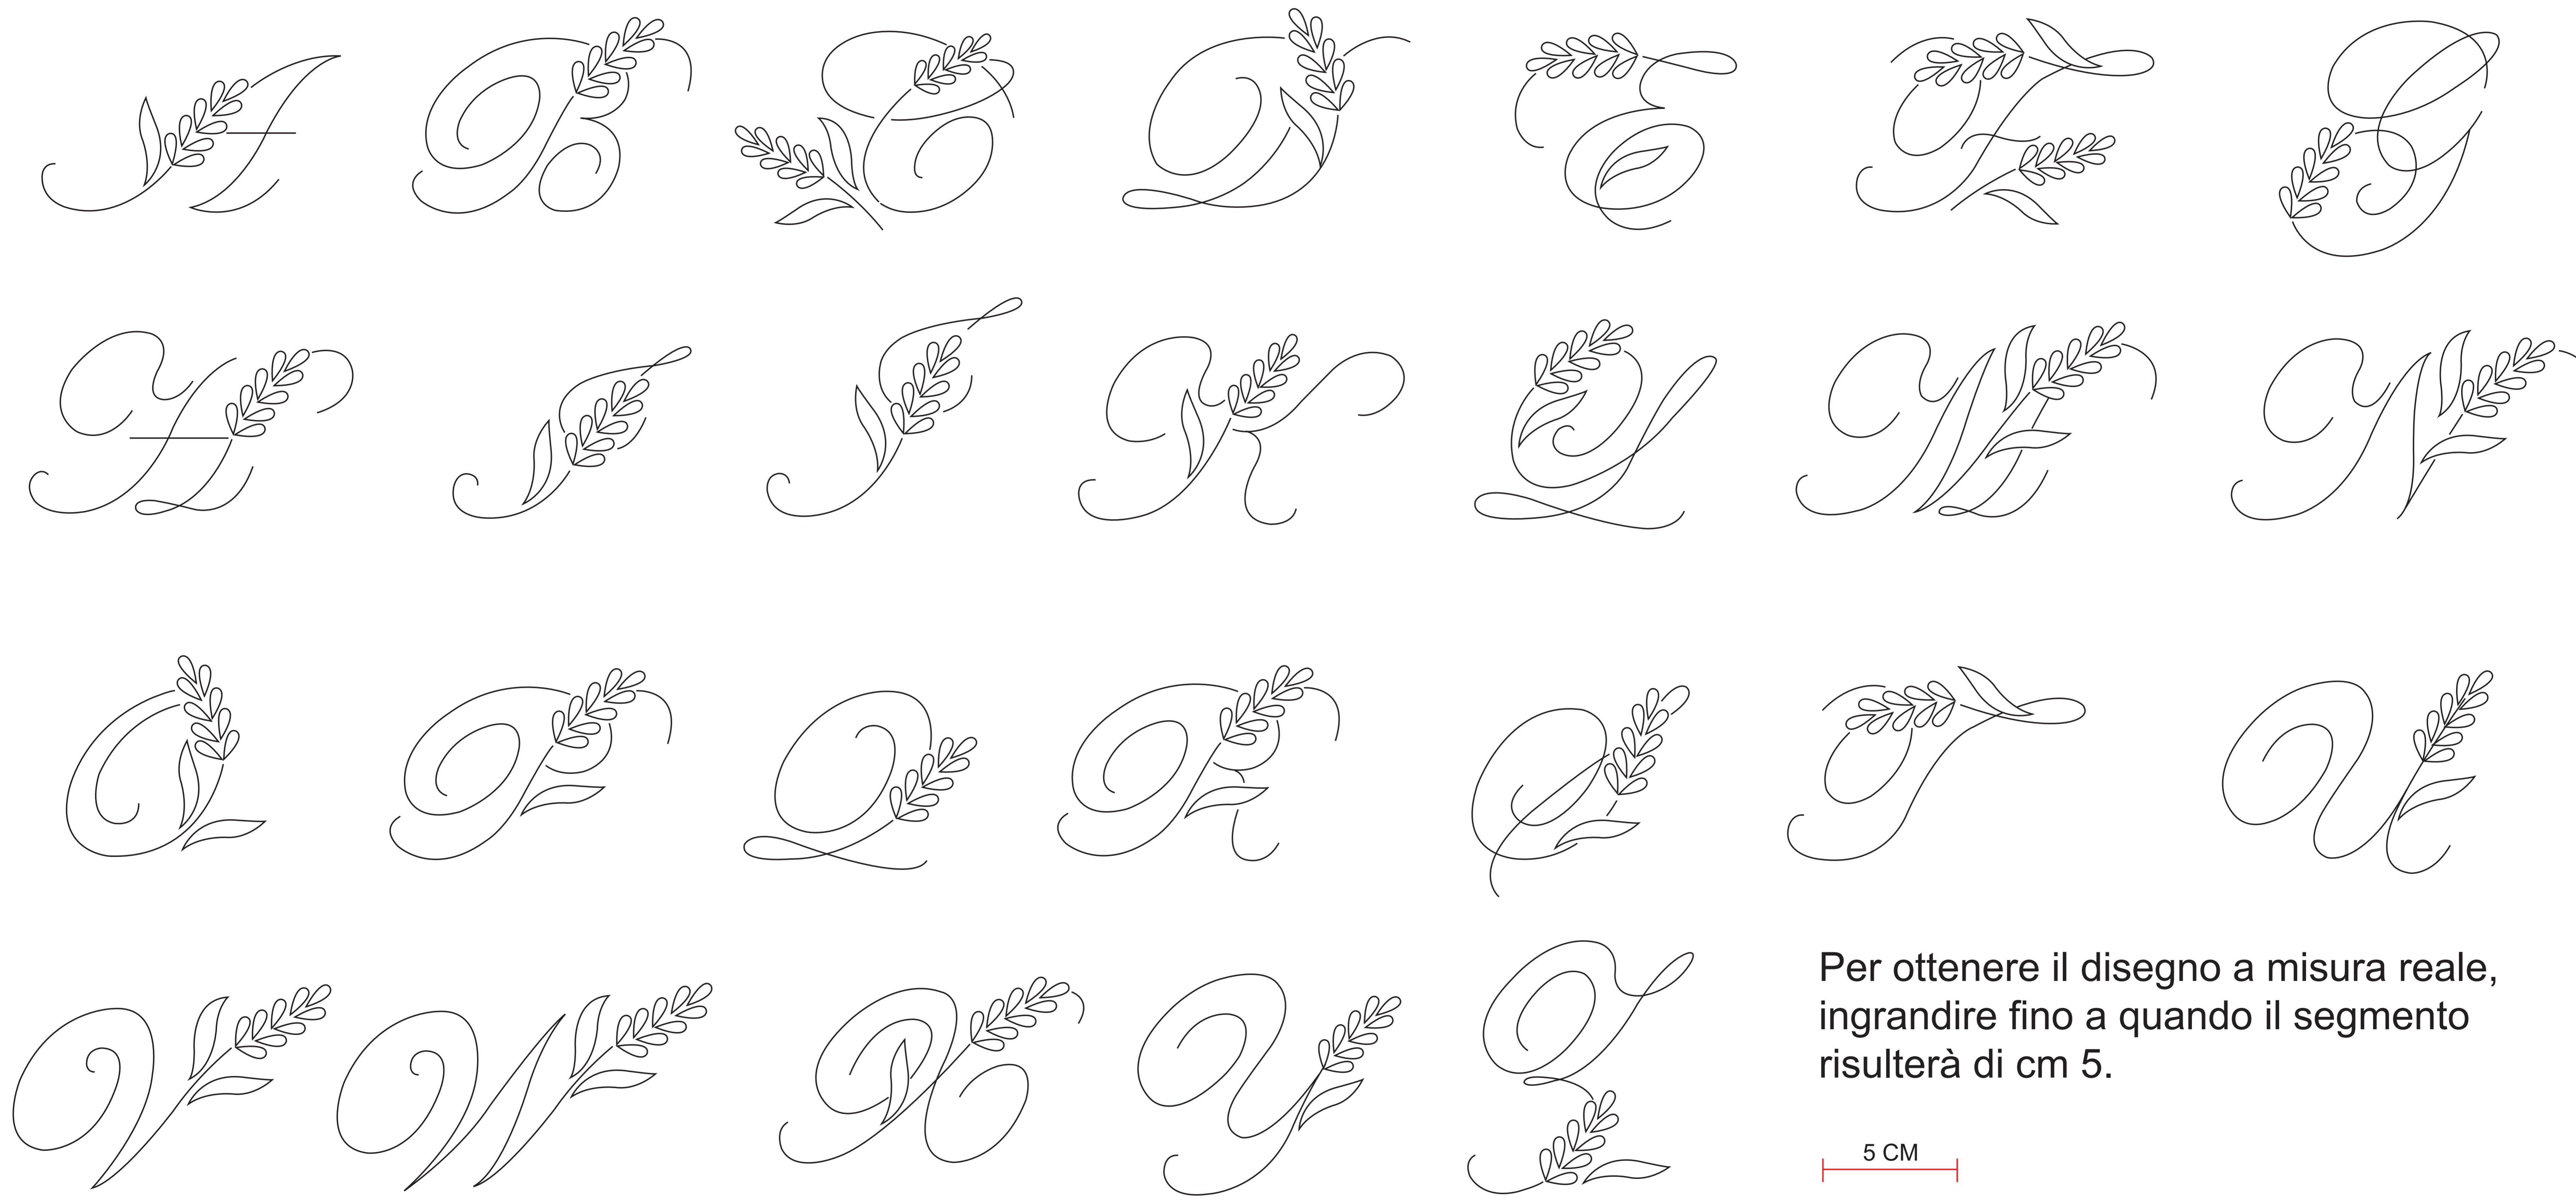 A B C D E F G
H I J K L M N
O P Q R S T U
V W X Y Z
Per ottenere il disegno a misura reale,
ingrandire fino a quando il segmento
risulterà di cm 5.
5 CM